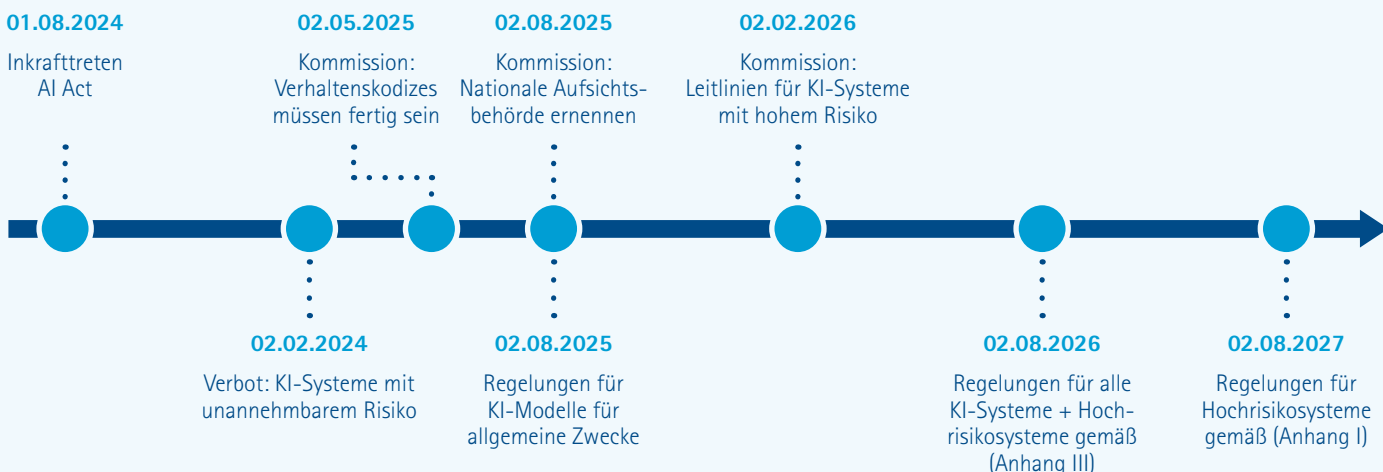 01.08.2024
Inkrafttreten
AI Act
02.05.2025
Kommission:
Verhaltenskodizes
müssen fertig sein
02.08.2025
Kommission:
Nationale Aufsichts-
behörde ernennen
02.02.2026
Kommission:
Leitlinien für KI-Systeme
mit hohem Risiko
02.02.2024
Verbot: KI-Systeme mit
unannehmbarem Risiko
02.08.2025
Regelungen für
KI-Modelle für
allgemeine Zwecke
02.08.2026
Regelungen für alle
KI-Systeme + Hoch-
risikosysteme gemäß
(Anhang III)
02.08.2027
Regelungen für
Hochrisikosysteme
gemäß (Anhang I)